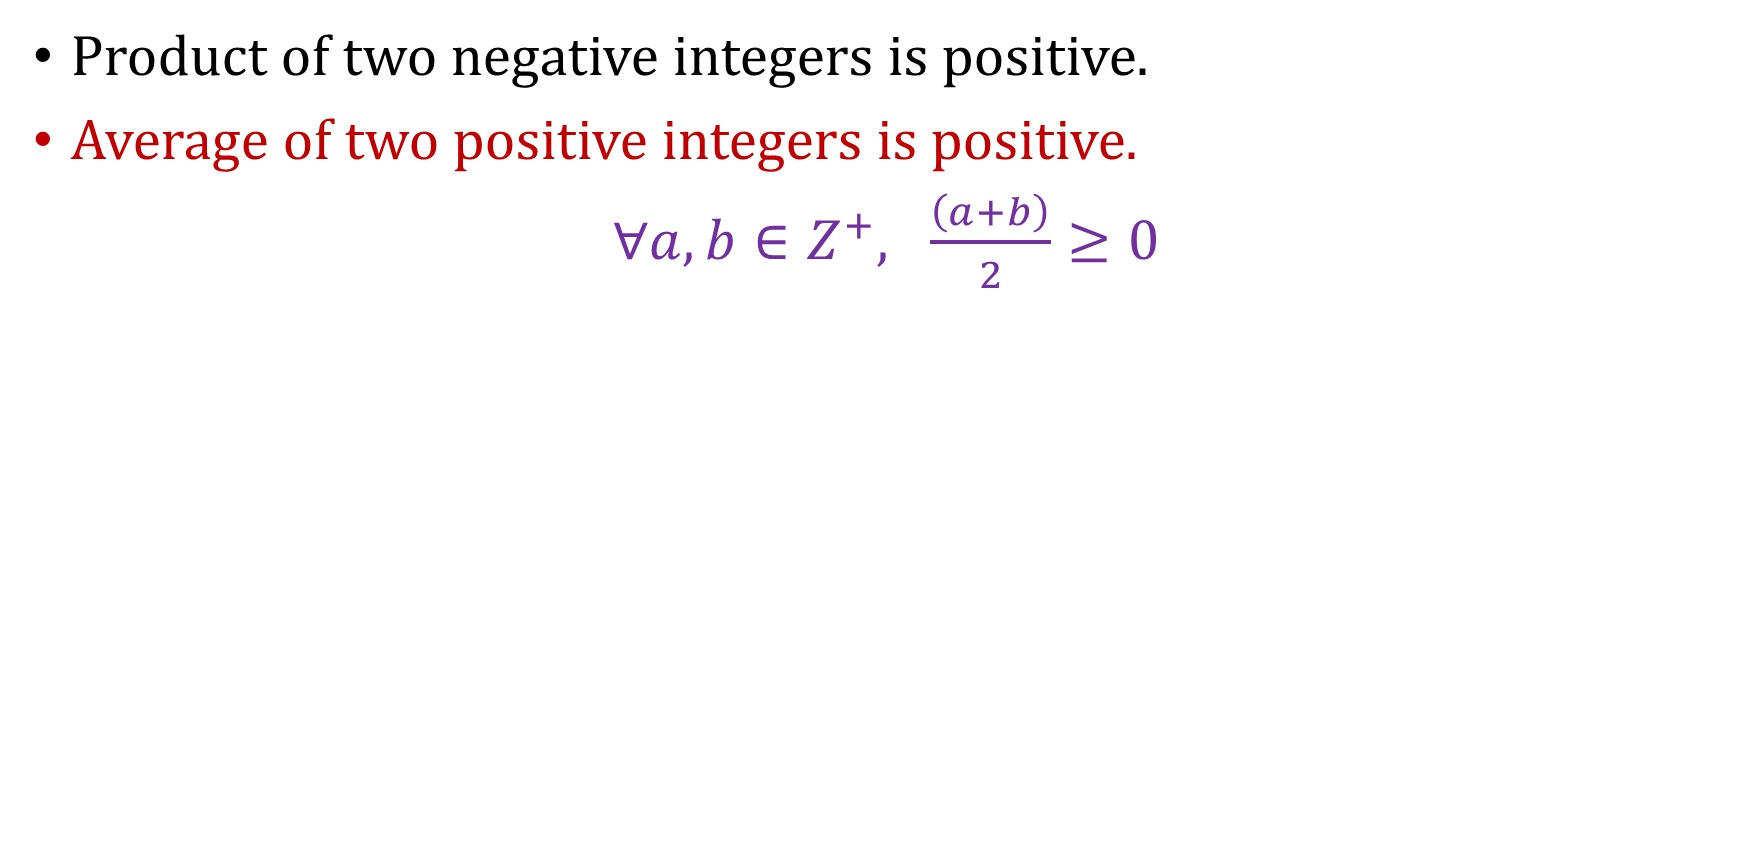 • Product of two negative integers is positive.
• Average of two positive integers is positive.
∀a, b ∈ Z⁺, (a+b)/2 ≥ 0